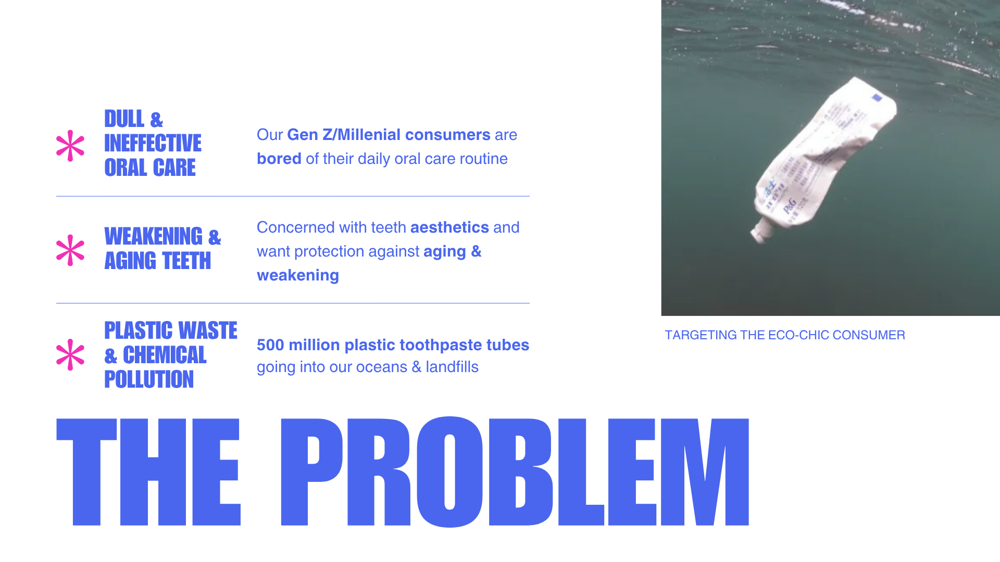 DULL &
INEFFECTIVE
ORAL CARE
Our Gen Z/Millenial consumers are
bored of their daily oral care routine
WEAKENING &
AGING TEETH
Concerned with teeth aesthetics and
want protection against aging &
weakening
PLASTIC WASTE
& CHEMICAL
POLLUTION
500 million plastic toothpaste tubes
going into our oceans & landfills
P&G
TARGETING THE ECO-CHIC CONSUMER
THE PROBLEM